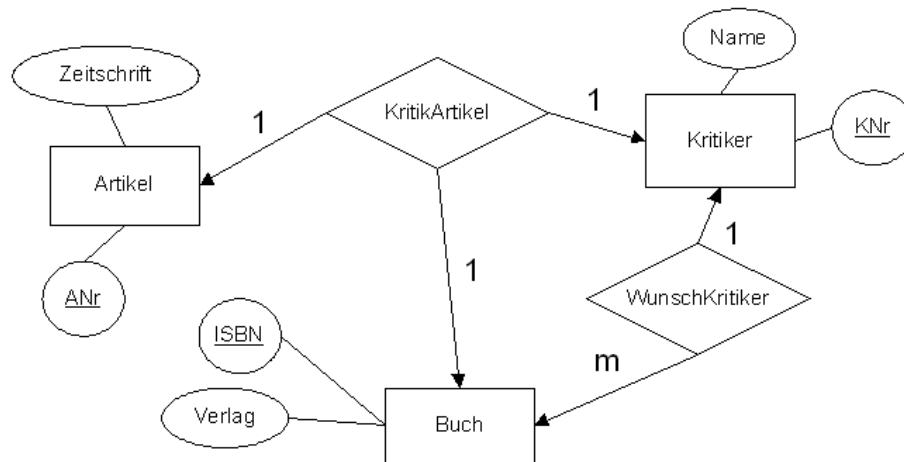 Name
Zeitschrift
KritikArtikel
1
1
Kritiker
KNr
Artikel
1
1
ANr
WunschKritiker
ISBN
m
Verlag
Buch